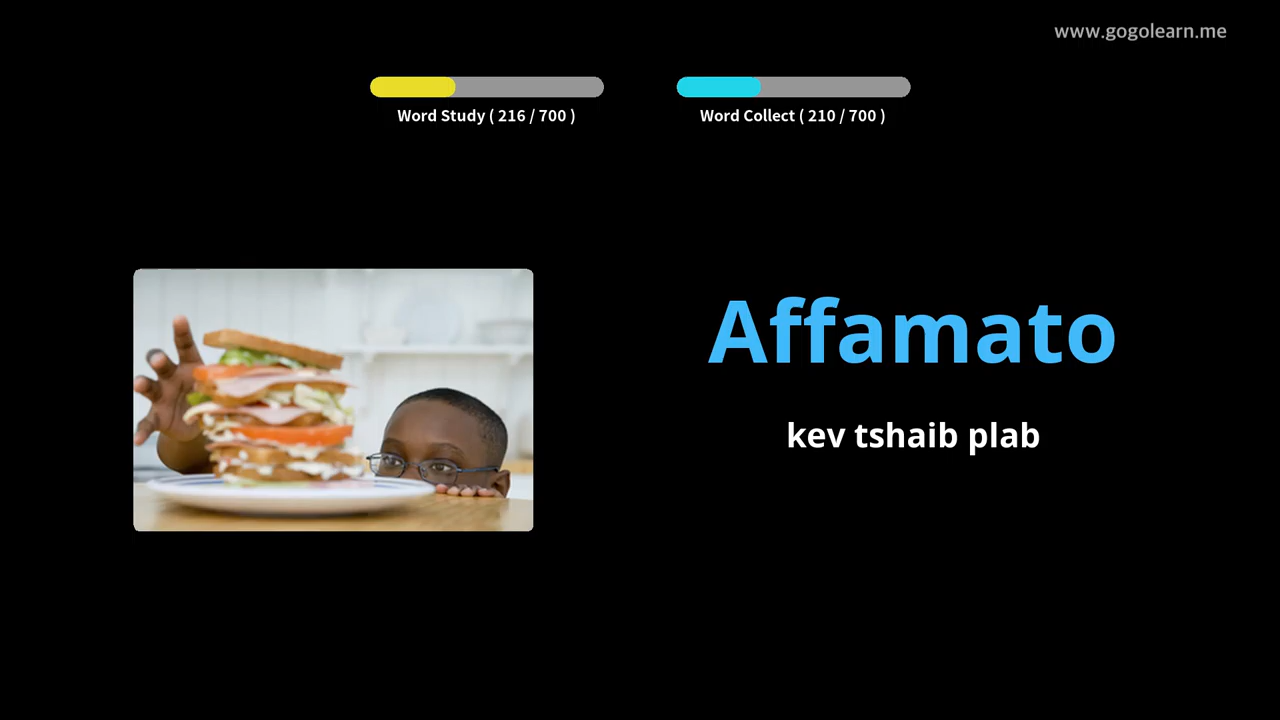 www.gogolearn.me
Word Study ( 216 / 700 )
Word Collect ( 210 / 700 )
Affamato
kev tshaib plab